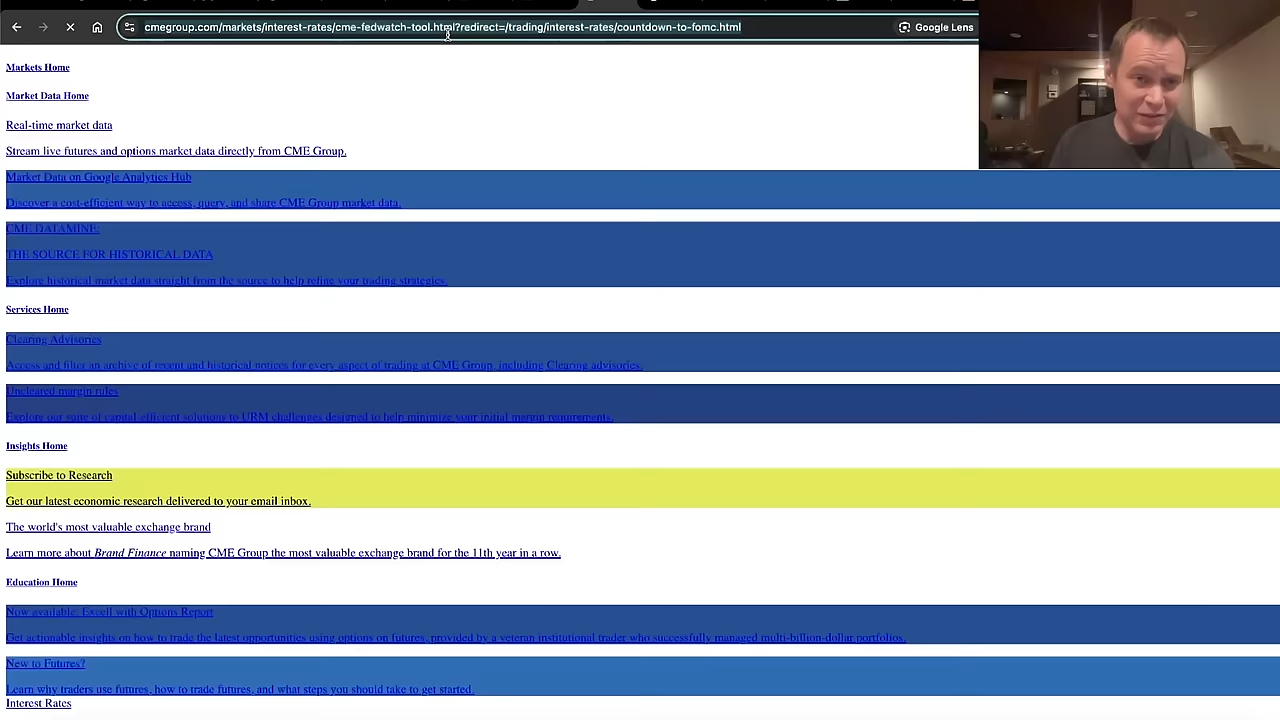 cmegroup.com/markets/interest-rates/cme-fedwatch-tool.html?redirect=/trading/interest-rates/countdown-to-fomc.html
Google Lens
Markets Home
Market Data Home
Real-time market data
Stream live futures and options market data directly from CME Group.
Market Data on Google Analytics Hub
Discover a cost-efficient way to access, query, and share CME Group market data.
CME DATAMINE:
THE SOURCE FOR HISTORICAL DATA
Explore historical market data straight from the source to help refine your trading strategies.
Services Home
Clearing Advisories
Access and filter an archive of recent and historical notices for every aspect of trading at CME Group, including Clearing advisories.
Uncleared margin rules
Explore our suite of capital-efficient solutions to URM challenges designed to help minimize your initial margin requirements.
Insights Home
Subscribe to Research
Get our latest economic research delivered to your email inbox.
The world's most valuable exchange brand
Learn more about Brand Finance naming CME Group the most valuable exchange brand for the 11th year in a row.
Education Home
Now available: Excell with Options Report
Get actionable insights on how to trade the latest opportunities using options on futures, provided by a veteran institutional trader who successfully managed multi-billion-dollar portfolios.
New to Futures?
Learn why traders use futures, how to trade futures, and what steps you should take to get started.
Interest Rates